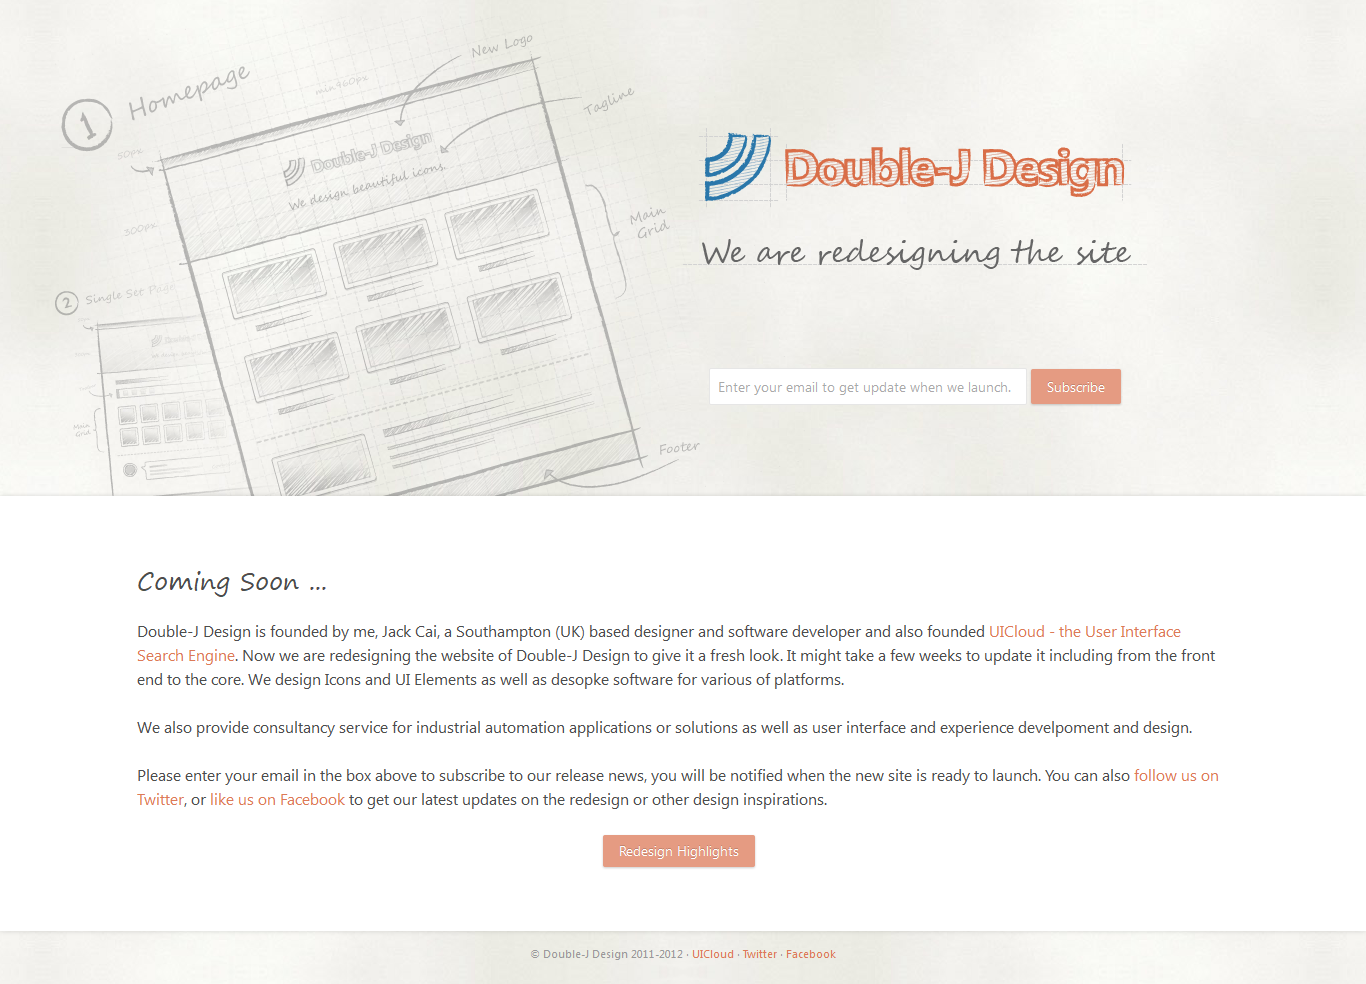 1 Homepage
New Logo
min 960px
Tagline
50px
Double-J Design
We design beautiful icons.
300px
Main
Grid
2 Single Set Page
Main
Grid
Footer
Double-J Design
We are redesigning the site
Enter your email to get update when we launch. Subscribe
Coming Soon ...
Double-J Design is founded by me, Jack Cai, a Southampton (UK) based designer and software developer and also founded UICloud - the User Interface
Search Engine. Now we are redesigning the website of Double-J Design to give it a fresh look. It might take a few weeks to update it including from the front
end to the core. We design Icons and UI Elements as well as desopke software for various of platforms.
We also provide consultancy service for industrial automation applications or solutions as well as user interface and experience develpoment and design.
Please enter your email in the box above to subscribe to our release news, you will be notified when the new site is ready to launch. You can also follow us on
Twitter, or like us on Facebook to get our latest updates on the redesign or other design inspirations.
Redesign Highlights
© Double-J Design 2011-2012 · UICloud · Twitter · Facebook